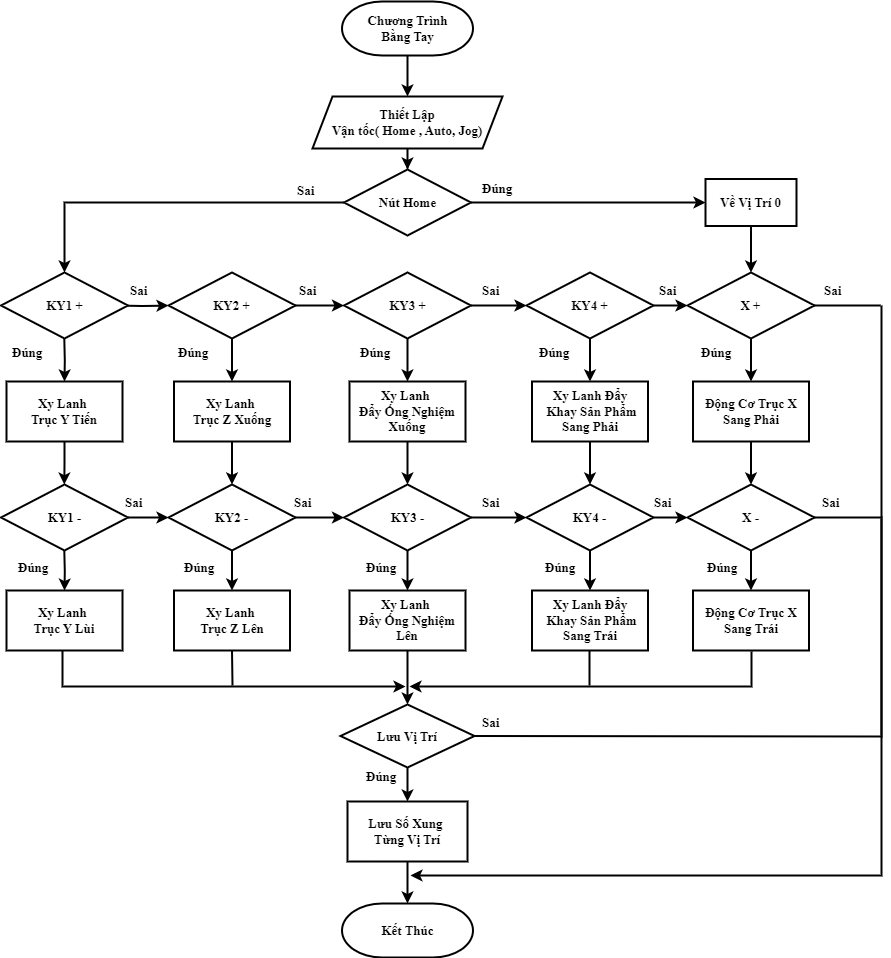 Chương Trình
Bằng Tay
Thiết Lập
Vận tốc( Home , Auto, Jog)
Sai
Đúng
Nút Home
Về Vị Trí 0
Sai
Sai
Sai
Sai
Sai
KY1 +
KY2 +
KY3 +
KY4 +
X +
Đúng
Đúng
Đúng
Đúng
Đúng
Xy Lanh
Trục Y Tiến
Xy Lanh
Trục Z Xuống
Xy Lanh
Đẩy Ống Nghiệm
Xuống
Xy Lanh Đẩy
Khay Sản Phẩm
Sang Phải
Động Cơ Trục X
Sang Phải
Sai
Sai
Sai
Sai
Sai
KY1 -
KY2 -
KY3 -
KY4 -
X -
Đúng
Đúng
Đúng
Đúng
Đúng
Xy Lanh
Trục Y Lùi
Xy Lanh
Trục Z Lên
Xy Lanh
Đẩy Ống Nghiệm
Lên
Xy Lanh Đẩy
Khay Sản Phẩm
Sang Trái
Động Cơ Trục X
Sang Trái
Sai
Lưu Vị Trí
Đúng
Lưu Số Xung
Từng Vị Trí
Kết Thúc